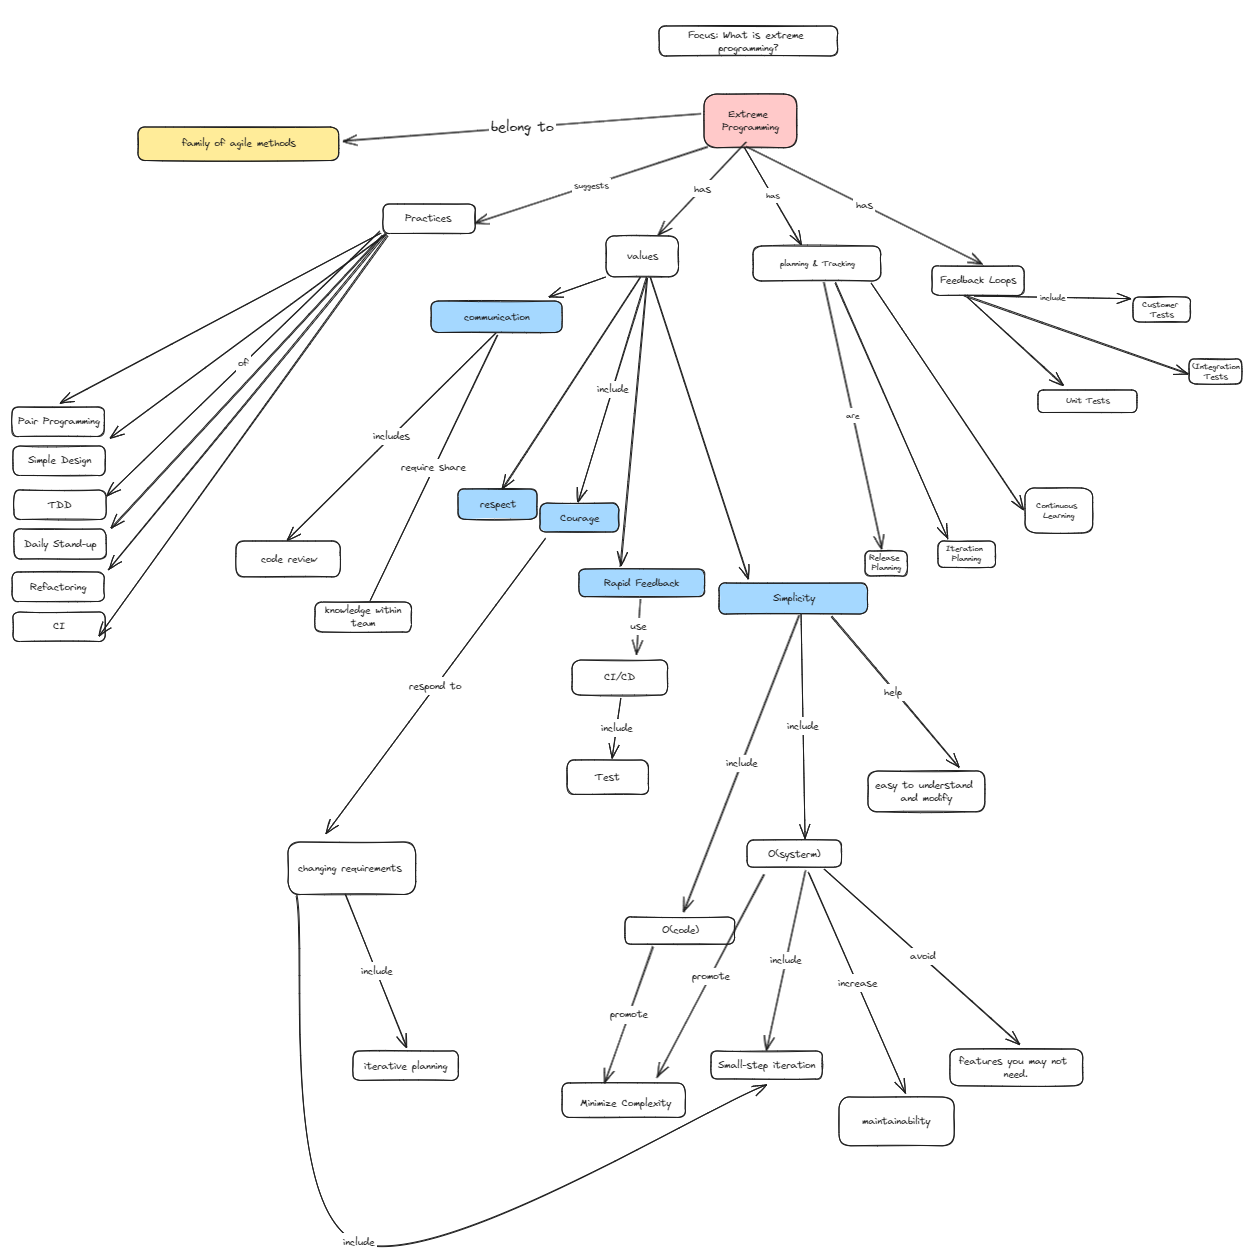 Focus: What is extreme
programming?
Extreme
Programming
belong to
family of agile methods
suggests
has
has
has
Practices
values
planning & Tracking
Feedback Loops
include
Customer
Tests
communication
of
include
(Integration
Tests
Unit Tests
are
Pair Programming
includes
Simple Design
require share
TDD
respect
Courage
Continuous
Learning
Daily Stand-up
code review
Release
Planning
Iteration
Planning
Refactoring
Rapid Feedback
Simplicity
CI
knowledge within
team
use
CI/CD
respond to
help
include
include
include
Test
easy to understand
and modify
changing requirements
O(systerm)
O(code)
include
promote
include
increase
avoid
promote
iterative planning
Small-step iteration
features you may not
need.
Minimize Complexity
maintainability
include